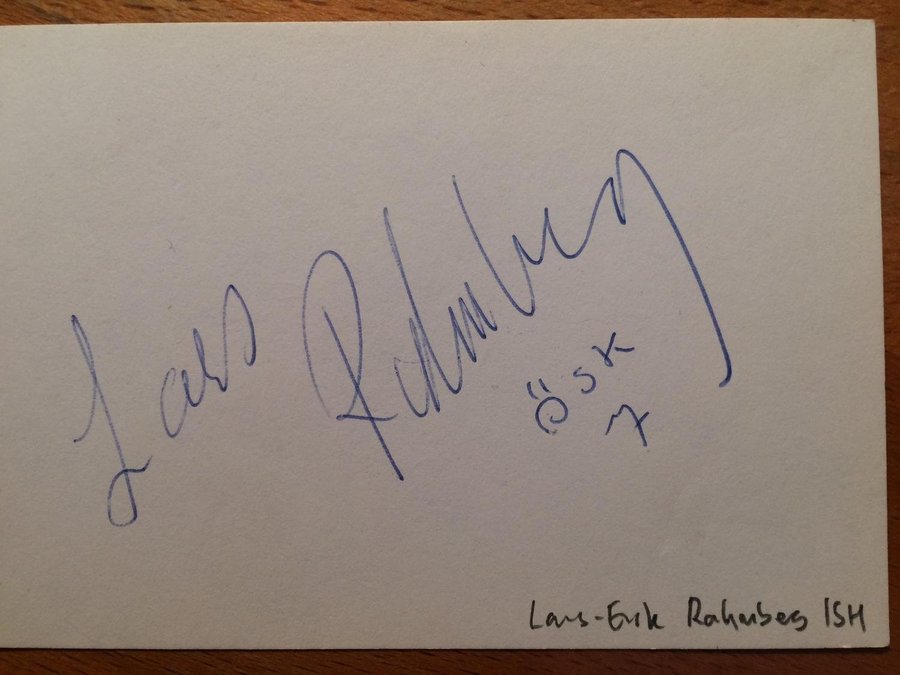 Lars Rahmberg
ÖSK
7
Lars-Erik Rahmberg ISH